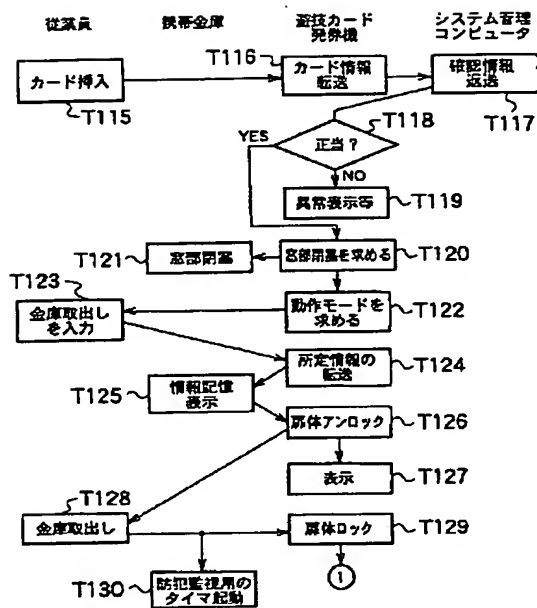 従業員
携帯金庫
遊技カード
発券機
システム管理
コンピュータ
T116
カード挿入
カード情報
転送
確認情報
返送
T115
T117
T118
YES
正当?
NO
異常表示等
T119
T121
窓部閉塞
窓部閉塞を求める
T120
T123
金庫取出し
を入力
動作モードを
求める
T122
所定情報の
転送
T124
T125
情報記憶
表示
扉体アンロック
T126
表示
T127
T128
金庫取出し
扉体ロック
T129
T130
防犯監視用の
タイマ起動
1